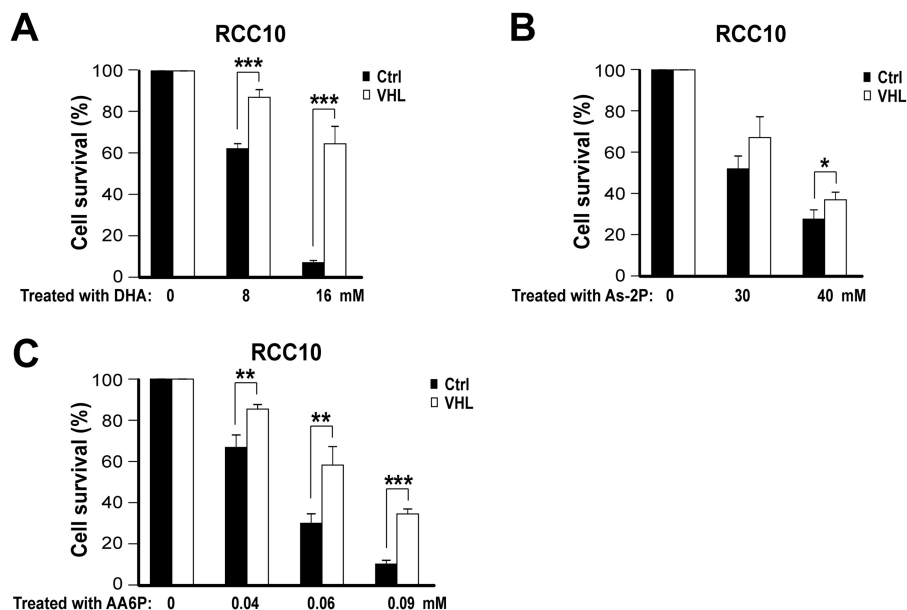 A
RCC10
Cell survival (%)
100
80
60
40
20
0
***
***
Ctrl
VHL
Treated with DHA: 0 8 16 mM
B
RCC10
Cell survival (%)
100
80
60
40
20
0
*
Ctrl
VHL
Treated with As-2P: 0 30 40 mM
C
RCC10
Cell survival (%)
100
80
60
40
20
0
**
**
***
Ctrl
VHL
Treated with AA6P: 0 0.04 0.06 0.09 mM